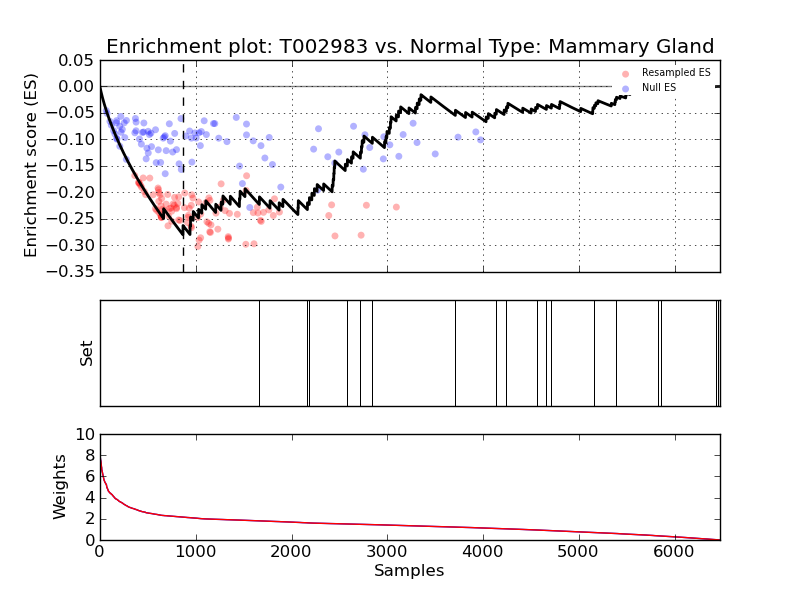 Enrichment plot: T002983 vs. Normal Type: Mammary Gland
Enrichment score (ES)
0.05
0.00
−0.05
−0.10
−0.15
−0.20
−0.25
−0.30
−0.35
Resampled ES
Null ES
Set
Weights
10
8
6
4
2
0
0 1000 2000 3000 4000 5000 6000
Samples